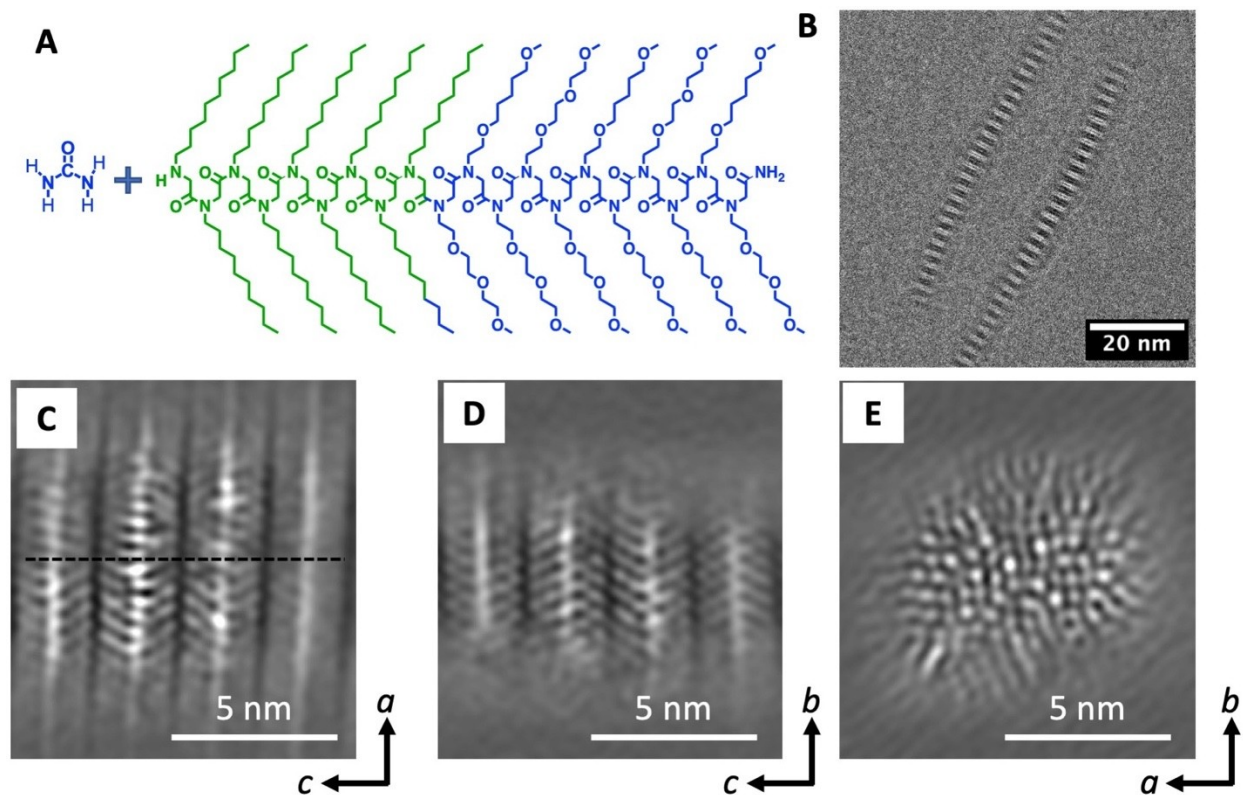 A
B
O O O O O
O O
O O O O O
O
H C H
N N
H H
+
H N O N O N O N O N O N O N O N O N O N O NH₂
O N O N O N O N O N O N O N O N O N O N
O O O O O O
O O O O O O
O O O O O O
20 nm
C
D
E
5 nm
a
c
5 nm
b
c
5 nm
b
a